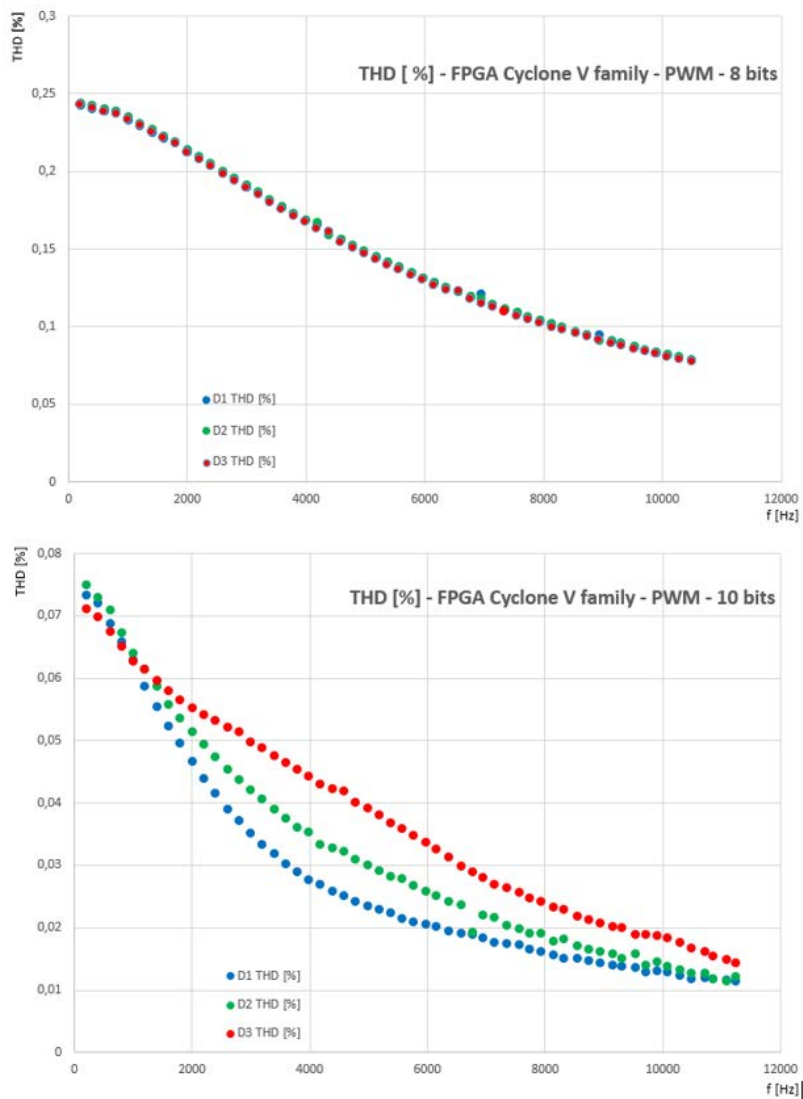 THD [%]
0,3
THD [ %] - FPGA Cyclone V family - PWM - 8 bits
0,25
0,2
0,15
0,1
0,05
D1 THD [%]
D2 THD [%]
D3 THD [%]
0
0 2000 4000 6000 8000 10000 12000
f [Hz]
THD [%]
0,08
THD [%] - FPGA Cyclone V family - PWM - 10 bits
0,07
0,06
0,05
0,04
0,03
0,02
0,01
D1 THD [%]
D2 THD [%]
D3 THD [%]
0
0 2000 4000 6000 8000 10000 12000
f [Hz]